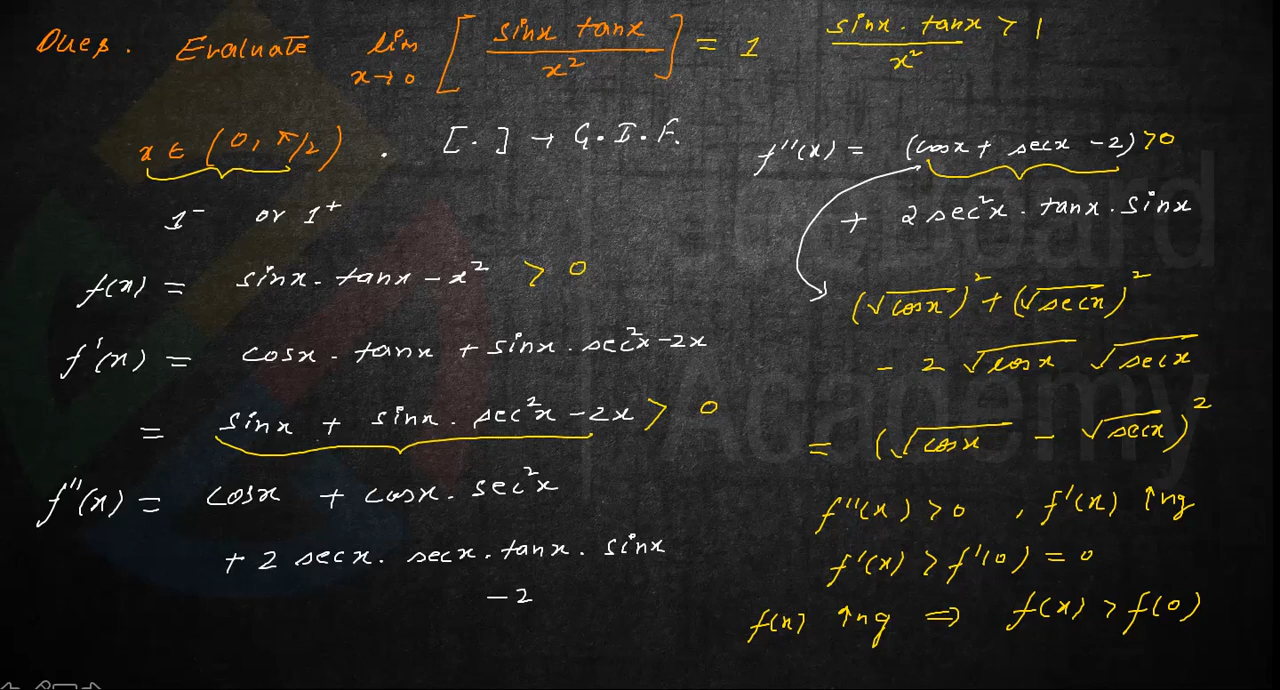 Ques. Evaluate lim x→0 [ sinx tanx / x² ] = 1
sinx . tanx / x² > 1
x ∈ (0, π/2) . [.] → G.I.F.
1⁻ or 1⁺
f(x) = sinx . tanx - x² > 0
f'(x) = cosx . tanx + sinx . sec²x - 2x
= sinx + sinx . sec²x - 2x > 0
f''(x) = cosx + cosx . sec²x
+ 2 secx . secx . tanx . sinx
- 2
f''(x) = (cosx + secx - 2) > 0
+ 2 sec²x . tanx . sinx
(√cosx)² + (√secx)²
- 2 √cosx √secx
= (√cosx - √secx)²
f''(x) > 0 , f'(x) ↑ng
f'(x) > f'(0) = 0
f(x) ↑ng ⇒ f(x) > f(0)
Academy